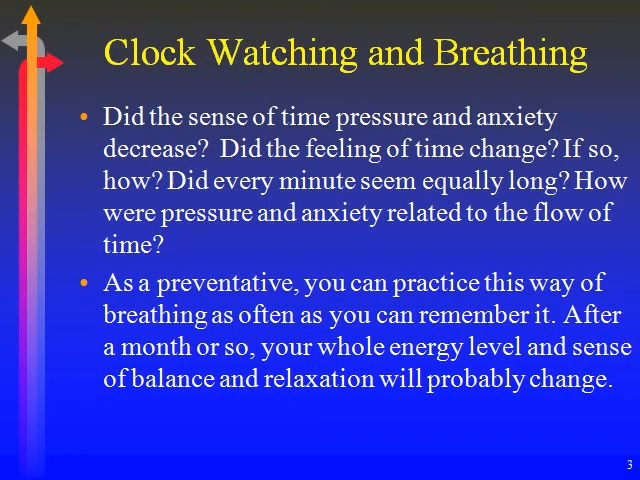 Clock Watching and Breathing
• Did the sense of time pressure and anxiety
decrease?  Did the feeling of time change? If so,
how? Did every minute seem equally long? How
were pressure and anxiety related to the flow of
time?
• As a preventative, you can practice this way of
breathing as often as you can remember it. After
a month or so, your whole energy level and sense
of balance and relaxation will probably change.
3